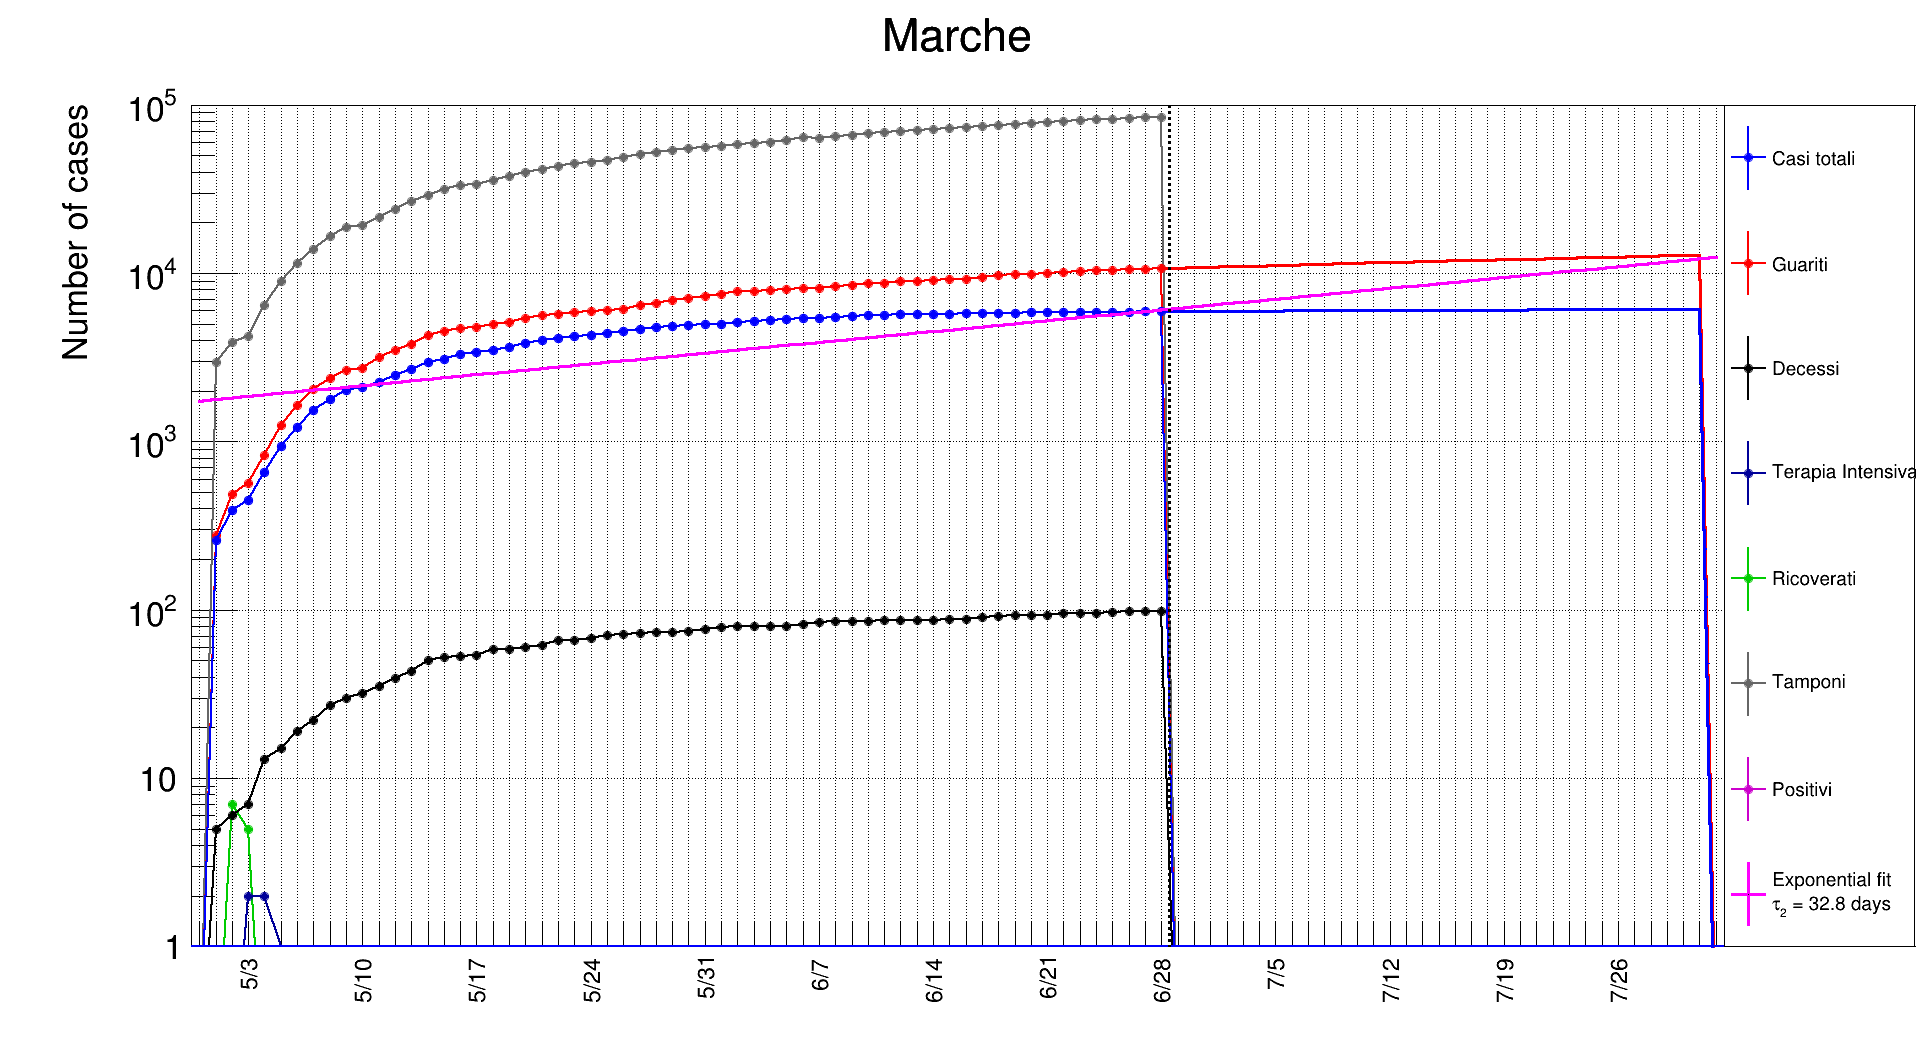 Marche
Number of cases
10^5
10^4
10^3
10^2
10
1
5/3
5/10
5/17
5/24
5/31
6/7
6/14
6/21
6/28
7/5
7/12
7/19
7/26
Casi totali
Guariti
Decessi
Terapia Intensiva
Ricoverati
Tamponi
Positivi
Exponential fit
τ₂ = 32.8 days